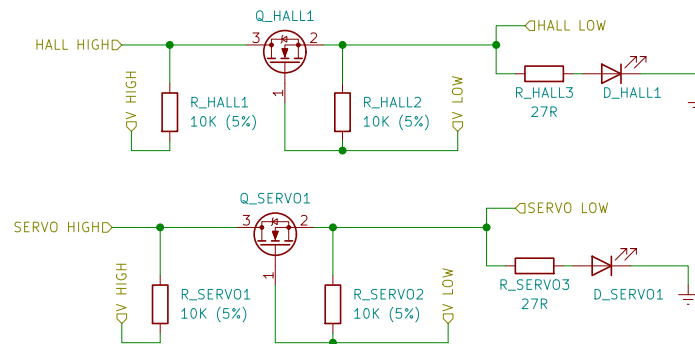 Q_HALL1
HALL HIGH
3
2
HALL LOW
1
V HIGH
R_HALL1
10K (5%)
R_HALL2
10K (5%)
V LOW
R_HALL3
27R
D_HALL1
Q_SERVO1
SERVO HIGH
3
2
SERVO LOW
1
V HIGH
R_SERVO1
10K (5%)
R_SERVO2
10K (5%)
V LOW
R_SERVO3
27R
D_SERVO1